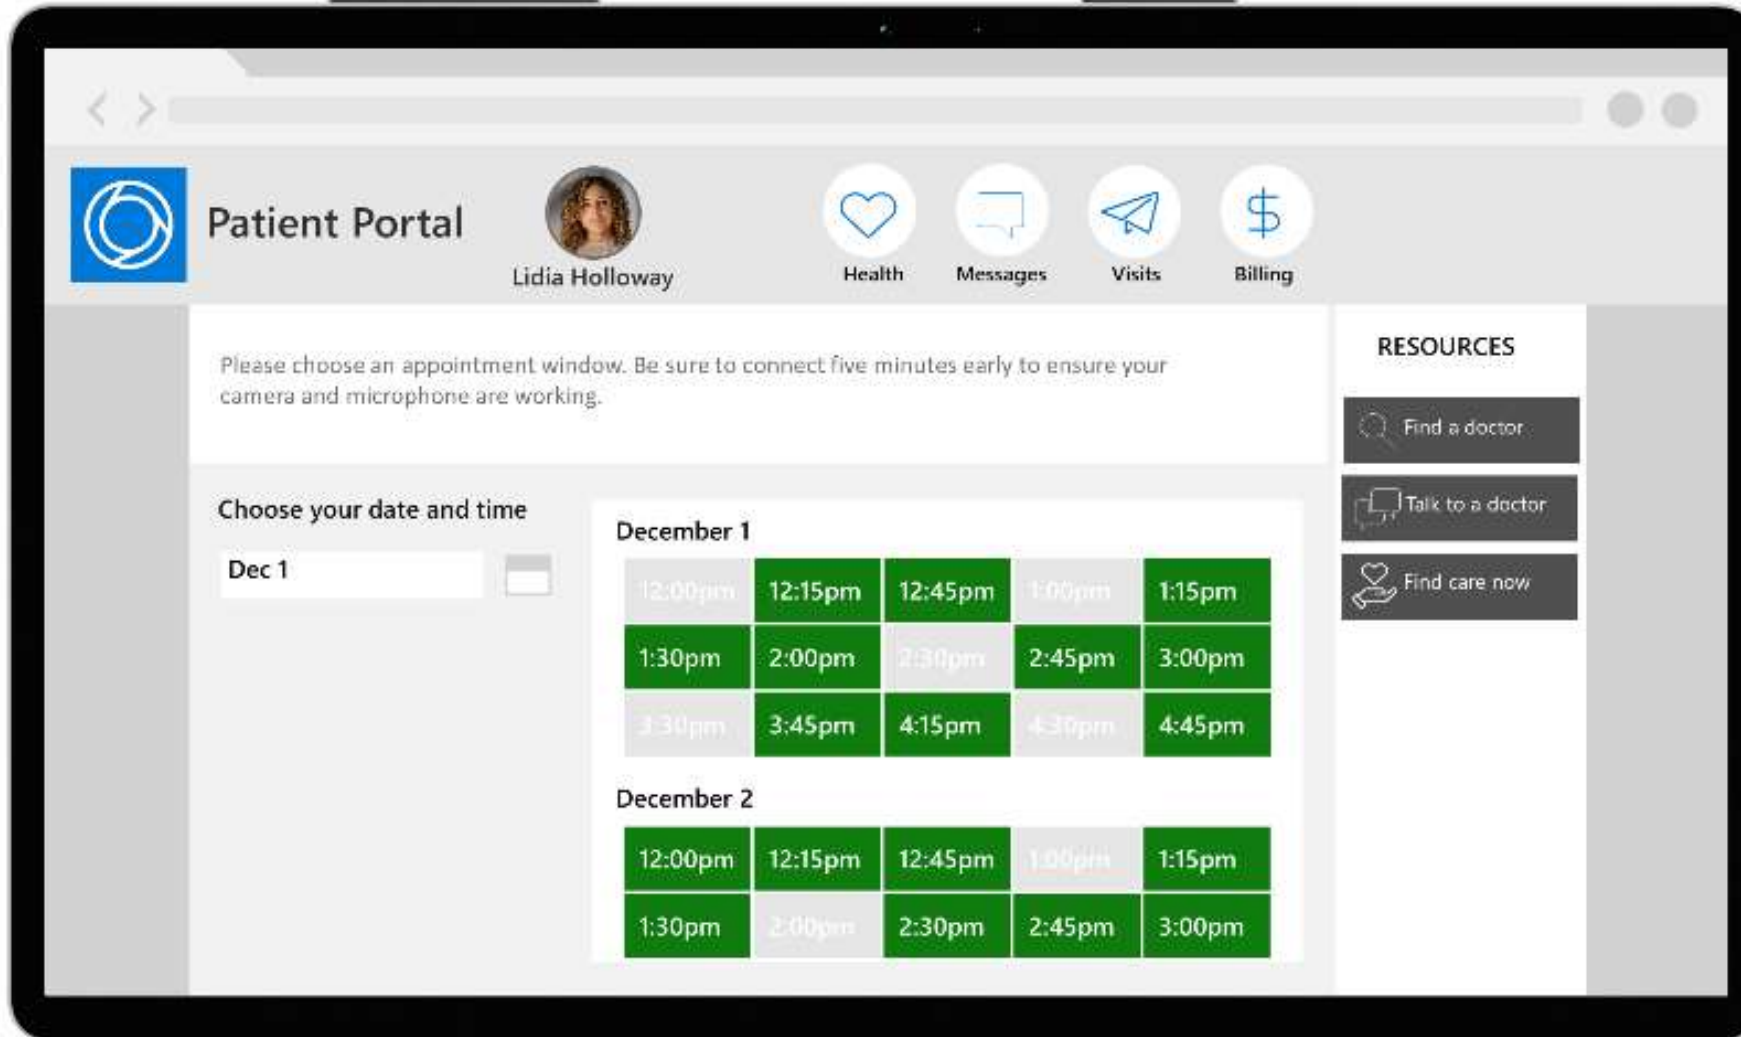 Patient Portal
Lidia Holloway
Health
Messages
Visits
Billing
Please choose an appointment window. Be sure to connect five minutes early to ensure your
camera and microphone are working.
RESOURCES
Find a doctor
Talk to a doctor
Find care now
Choose your date and time
Dec 1
December 1
12:00pm 12:15pm 12:45pm 1:00pm 1:15pm
1:30pm 2:00pm 2:30pm 2:45pm 3:00pm
3:30pm 3:45pm 4:15pm 4:30pm 4:45pm
December 2
12:00pm 12:15pm 12:45pm 1:00pm 1:15pm
1:30pm 2:00pm 2:30pm 2:45pm 3:00pm